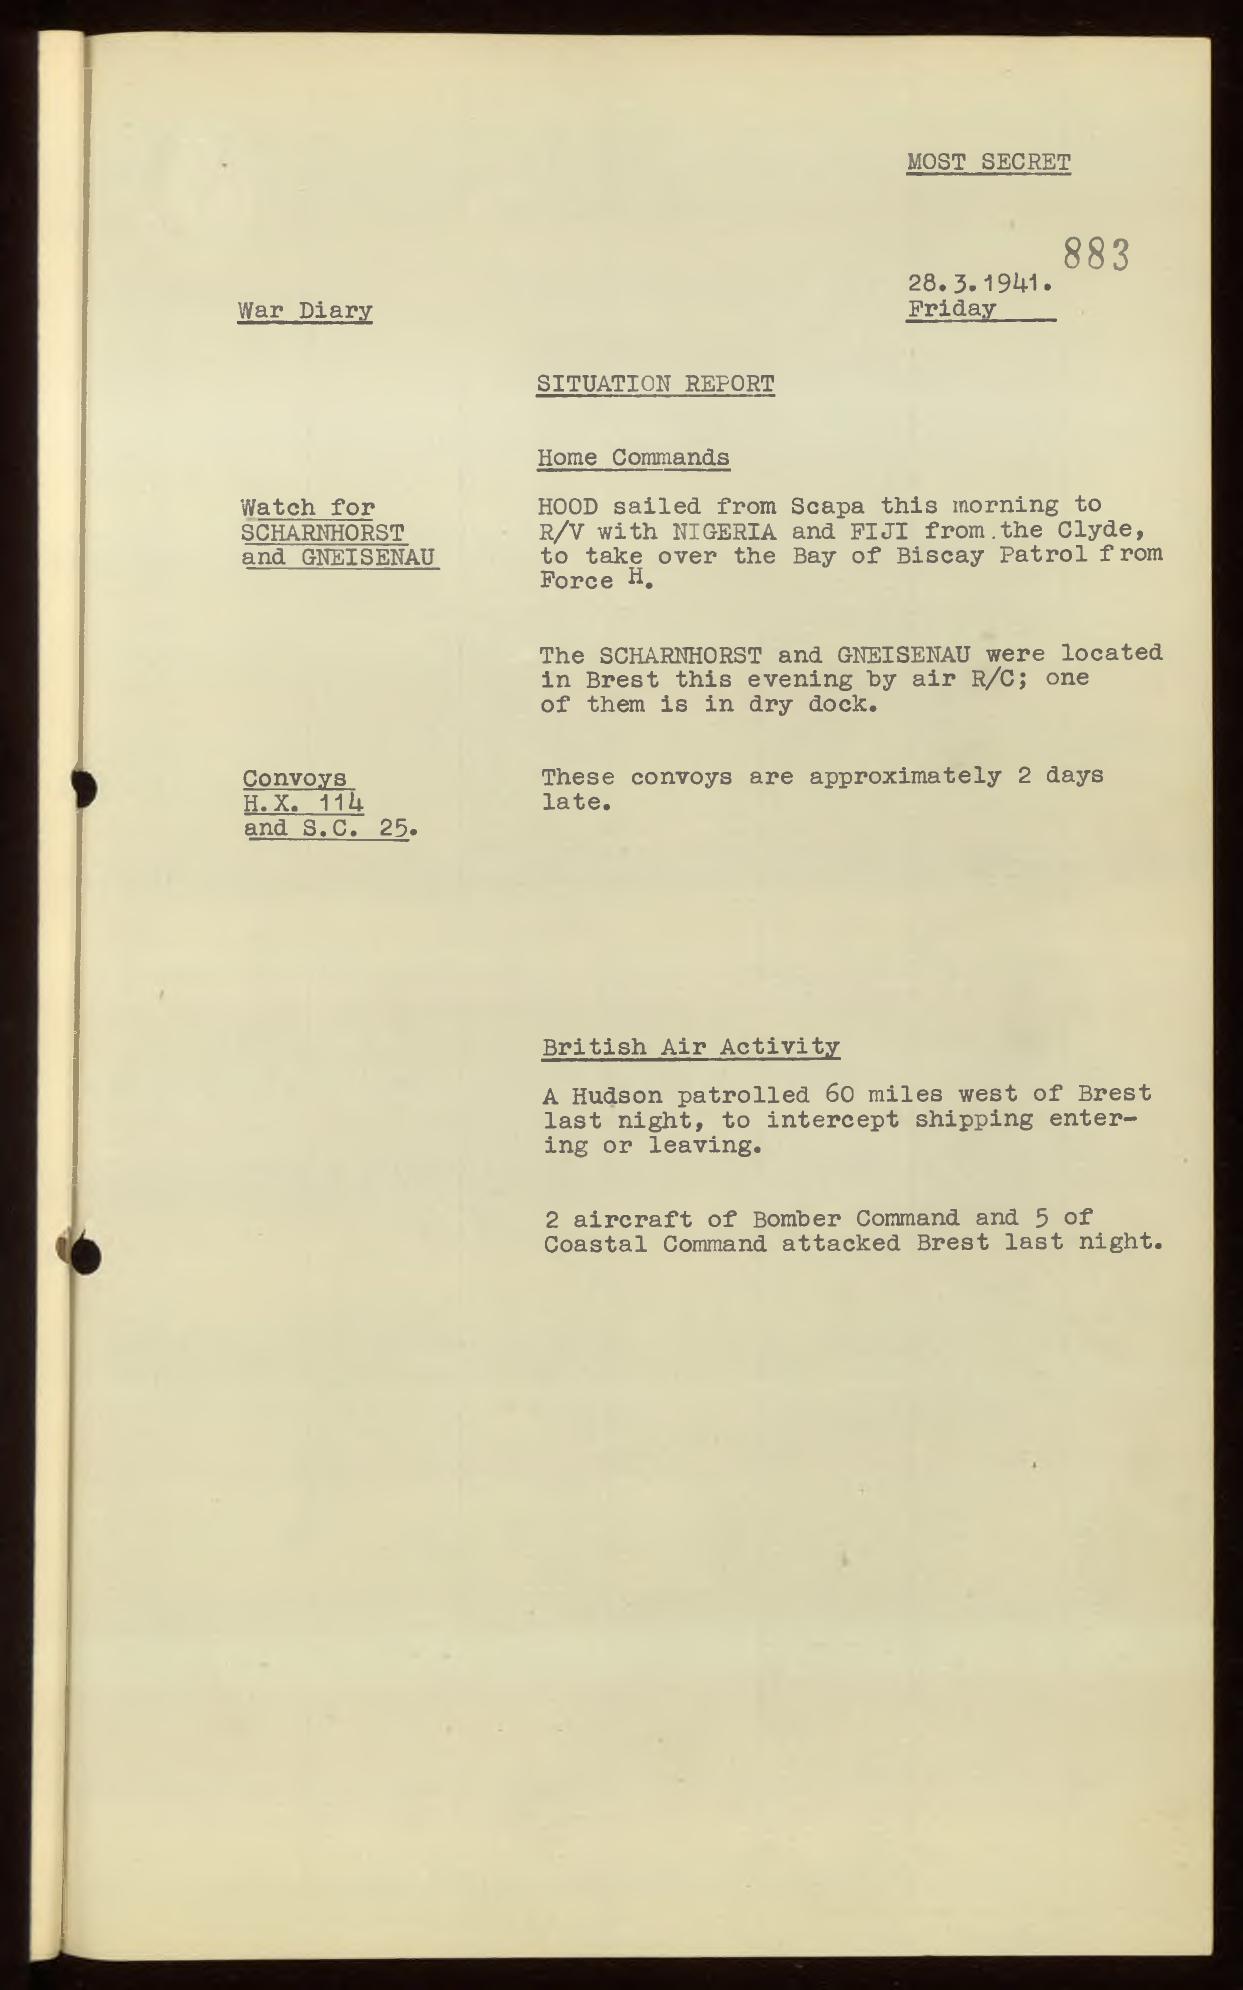 MOST SECRET
883
28.3.1941.
Friday
War Diary
SITUATION REPORT
Home Commands
Watch for
SCHARNHORST
and GNEISENAU
HOOD sailed from Scapa this morning to
R/V with NIGERIA and FIJI from.the Clyde,
to take over the Bay of Biscay Patrol from
Force H.
The SCHARNHORST and GNEISENAU were located
in Brest this evening by air R/C; one
of them is in dry dock.
Convoys
H.X. 114
and S.C. 25.
These convoys are approximately 2 days
late.
British Air Activity
A Hudson patrolled 60 miles west of Brest
last night, to intercept shipping enter-
ing or leaving.
2 aircraft of Bomber Command and 5 of
Coastal Command attacked Brest last night.